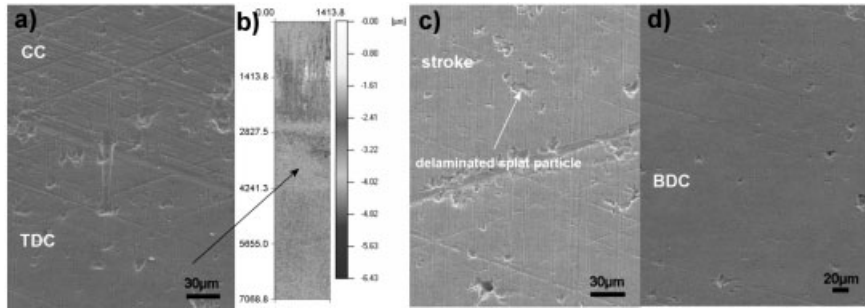 a)
CC
TDC
30µm
b)
0.00 1413.8
1413.8
2827.5
4241.3
5655.0
7068.8
[µm]
-0.00
-0.80
-1.61
-2.41
-3.22
-4.02
-4.82
-5.63
-6.43
c)
stroke
delaminated splat particle
30µm
d)
BDC
20µm